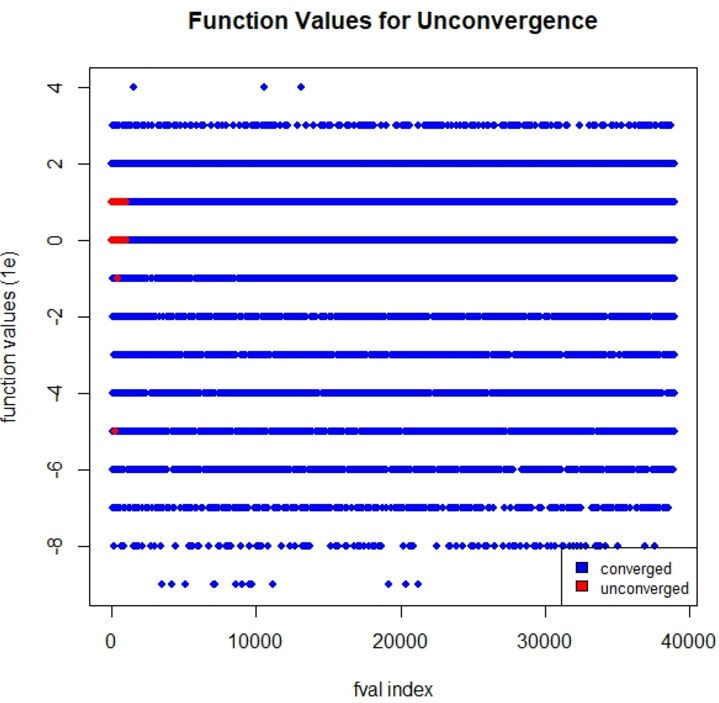 Function Values for Unconvergence
function values (1e)
4
2
0
-2
-4
-6
-8
converged
unconverged
0 10000 20000 30000 40000
fval index